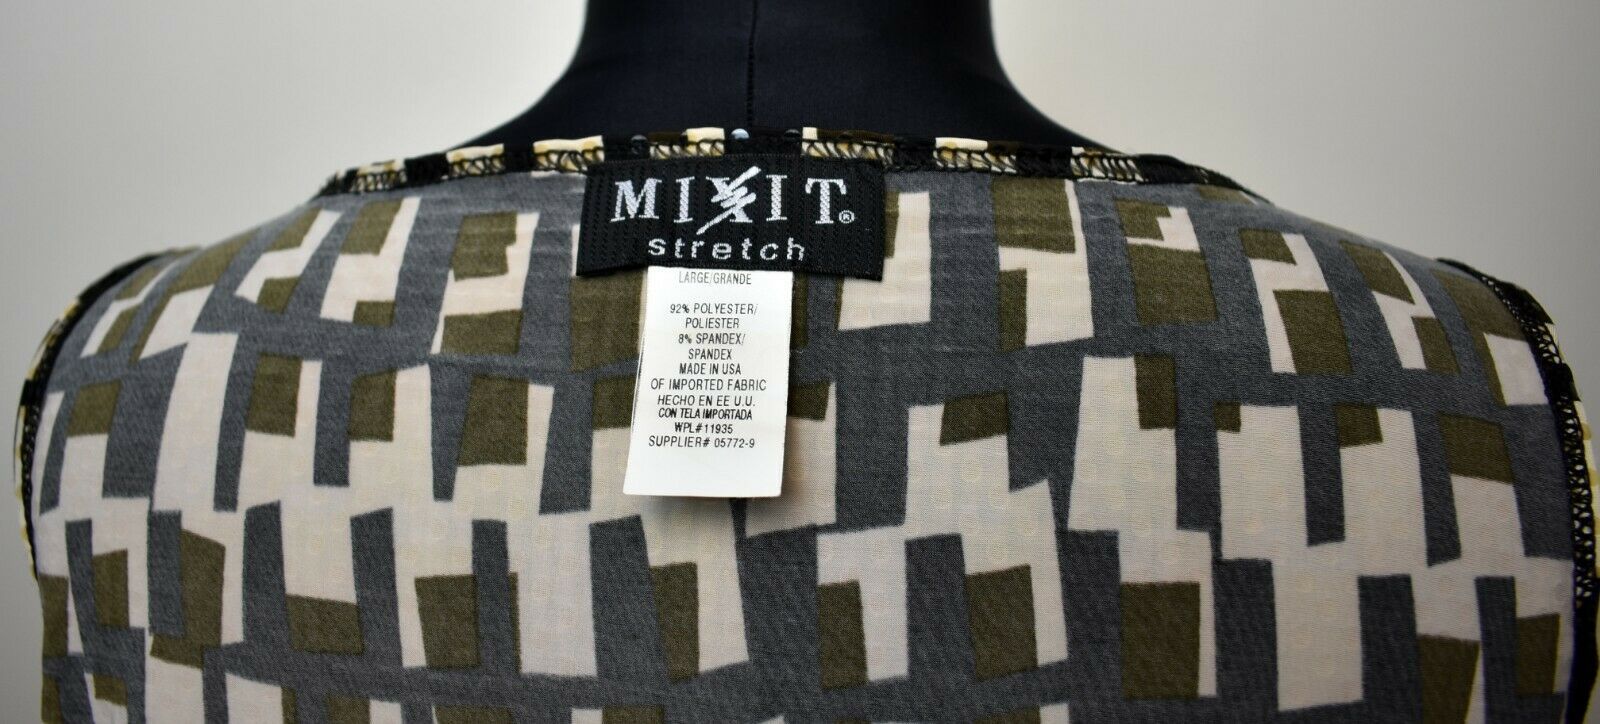 MIXIT®
stretch
LARGE/GRANDE
92% POLYESTER/
POLIESTER
8% SPANDEX/
SPANDEX
MADE IN USA
OF IMPORTED FABRIC
HECHO EN EE U.U.
CON TELA IMPORTADA
WPL#11935
SUPPLIER# 05772-9